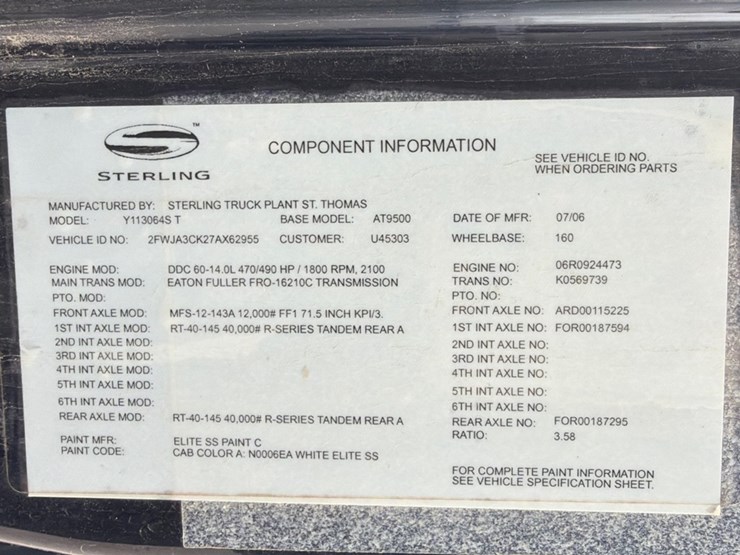 TM
STERLING
COMPONENT INFORMATION
SEE VEHICLE ID NO.
WHEN ORDERING PARTS
MANUFACTURED BY: STERLING TRUCK PLANT ST. THOMAS
MODEL: Y113064S T BASE MODEL: AT9500 DATE OF MFR: 07/06
VEHICLE ID NO: 2FWJA3CK27AX62955 CUSTOMER: U45303 WHEELBASE: 160
ENGINE MOD: DDC 60-14.0L 470/490 HP / 1800 RPM, 2100 ENGINE NO: 06R0924473
MAIN TRANS MOD: EATON FULLER FRO-16210C TRANSMISSION TRANS NO: K0569739
PTO. MOD: PTO. NO:
FRONT AXLE MOD: MFS-12-143A 12,000# FF1 71.5 INCH KPI/3. FRONT AXLE NO: ARD00115225
1ST INT AXLE MOD: RT-40-145 40,000# R-SERIES TANDEM REAR A 1ST INT AXLE NO: FOR00187594
2ND INT AXLE MOD: 2ND INT AXLE NO:
3RD INT AXLE MOD: 3RD INT AXLE NO:
4TH INT AXLE MOD: 4TH INT AXLE NO:
5TH INT AXLE MOD: 5TH INT AXLE NO:
6TH INT AXLE MOD: 6TH INT AXLE NO:
REAR AXLE MOD: RT-40-145 40,000# R-SERIES TANDEM REAR A REAR AXLE NO: FOR00187295
RATIO: 3.58
PAINT MFR: ELITE SS PAINT C
PAINT CODE: CAB COLOR A: N0006EA WHITE ELITE SS
FOR COMPLETE PAINT INFORMATION
SEE VEHICLE SPECIFICATION SHEET.